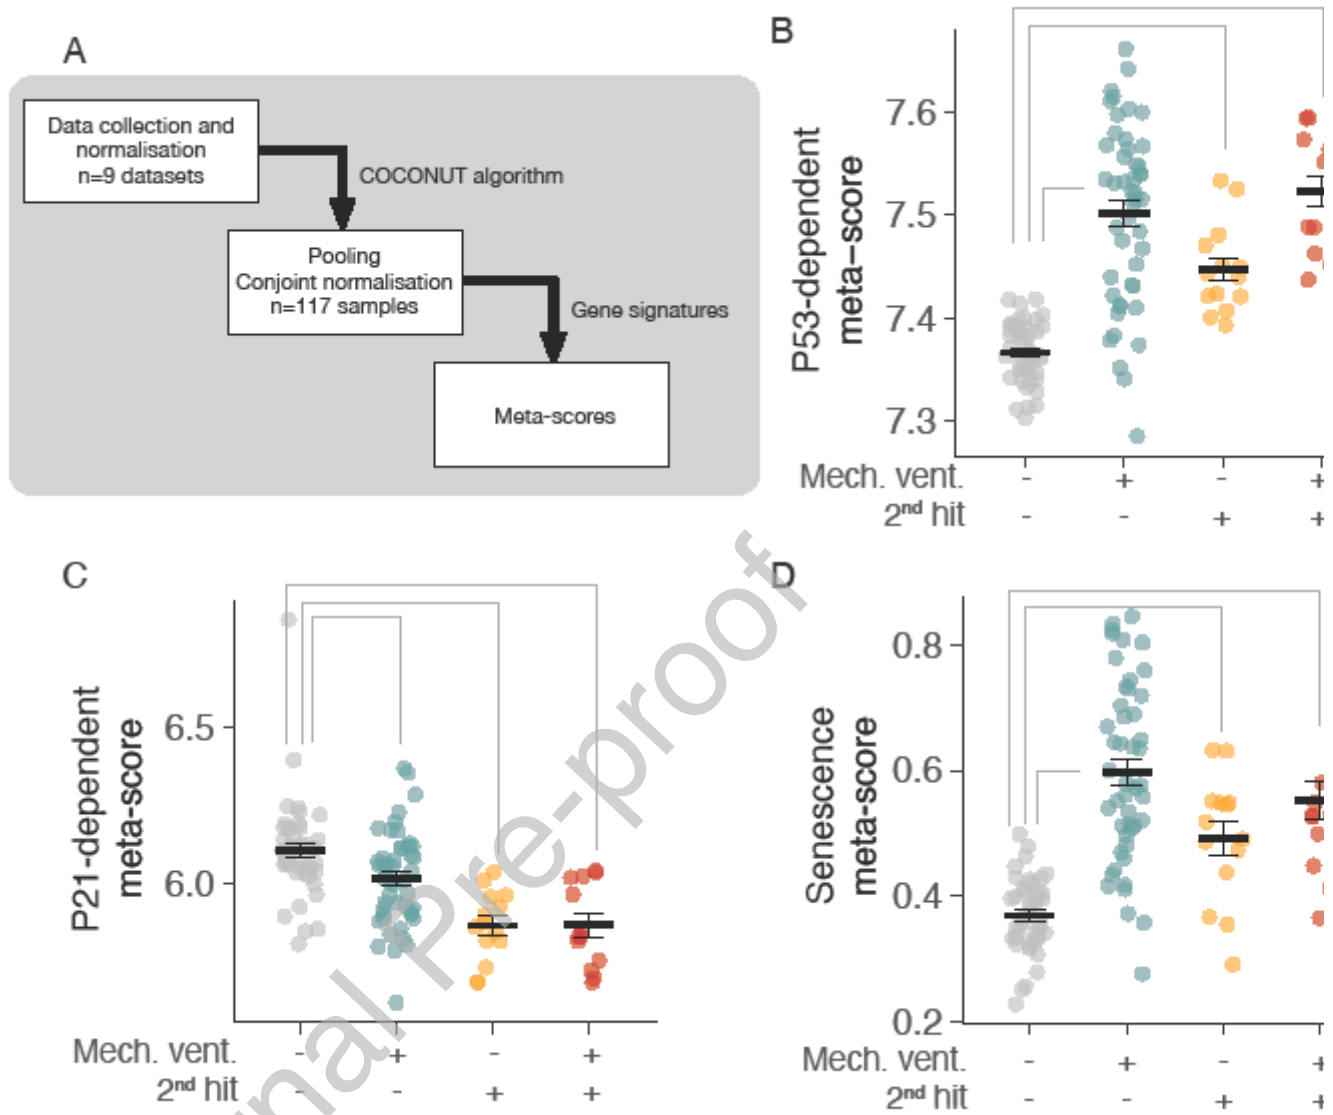 A
Data collection and
normalisation
n=9 datasets
COCONUT algorithm
Pooling
Conjoint normalisation
n=117 samples
Gene signatures
Meta-scores
B
P53-dependent
meta-score
7.6
7.5
7.4
7.3
Mech. vent. - + - +
2nd hit - - + +
C
P21-dependent
meta-score
6.5
6.0
Mech. vent. - + - +
2nd hit - - + +
D
Senescence
meta-score
0.8
0.6
0.4
0.2
Mech. vent. - + - +
2nd hit - - + +
rnal Pre-proof